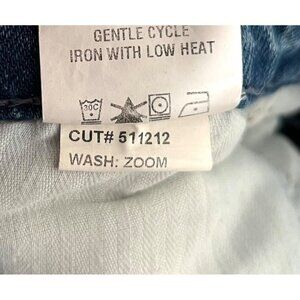 GENTLE CYCLE
IRON WITH LOW HEAT
30C
CUT# 511212
WASH: ZOOM